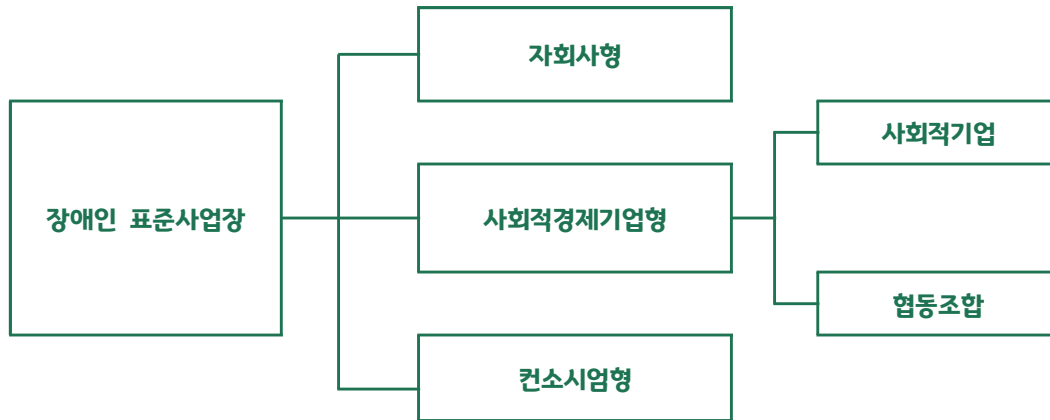 장애인 표준사업장
자회사형
사회적경제기업형
컨소시엄형
사회적기업
협동조합